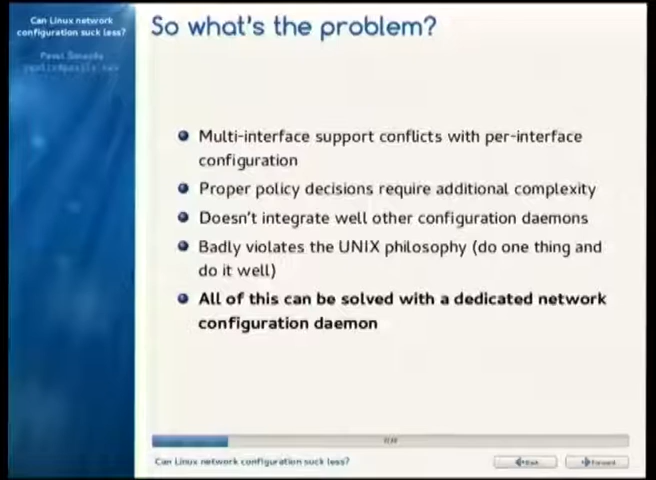 Can Linux network
configuration suck less?
So what's the problem?
Multi-interface support conflicts with per-interface
configuration
Proper policy decisions require additional complexity
Doesn't integrate well other configuration daemons
Badly violates the UNIX philosophy (do one thing and
do it well)
All of this can be solved with a dedicated network
configuration daemon
Can Linux network configuration suck less?
Back
Forward